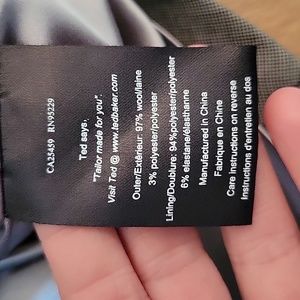 CA25459 RN95229
Ted says,
"Tailor made for you".
Visit Ted @ www.tedbaker.com
Outer/Extérieur: 97% wool/laine
3% polyester/polyester
Lining/Doublure: 94%polyester/polyester
6% elastane/élasthanne
Manufactured in China
Fabriqué en Chine
Care instructions on reverse
Instructions d'entretien au dos